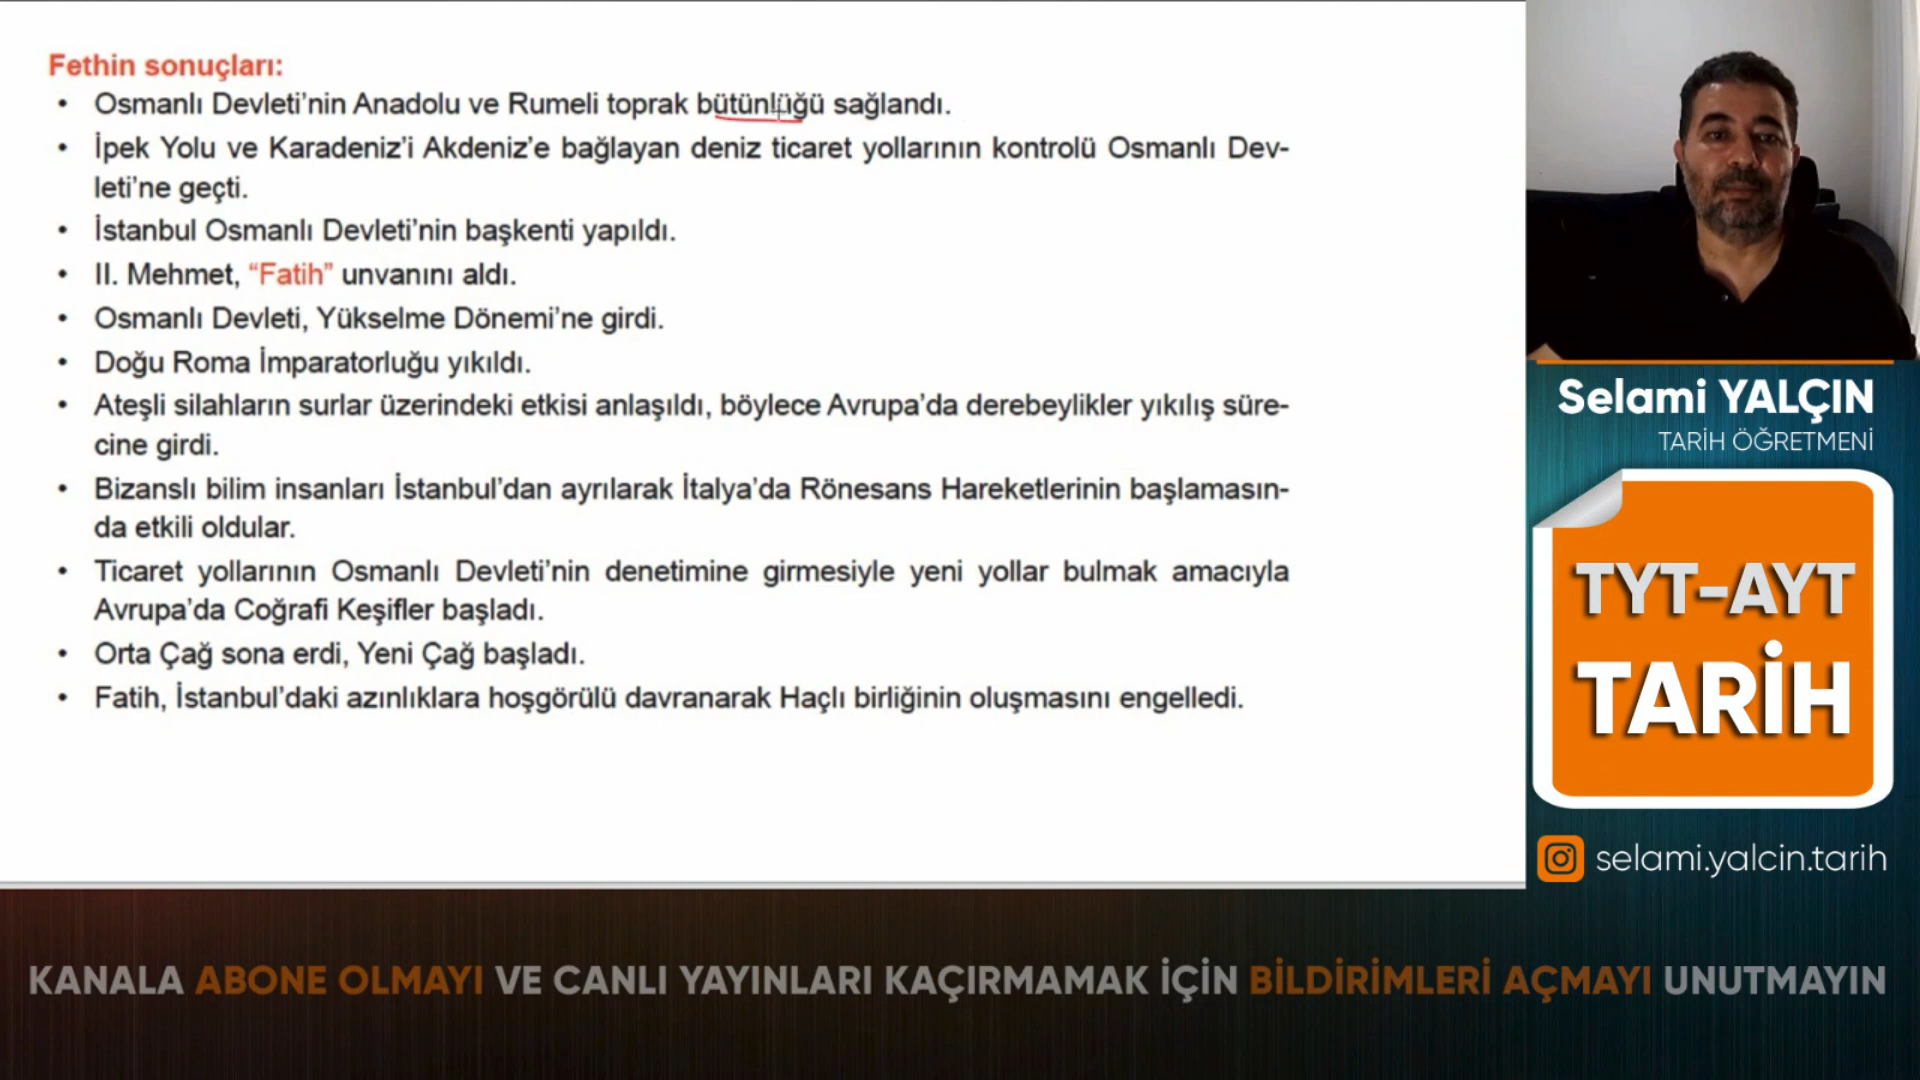 Fethin sonuçları:
• Osmanlı Devleti’nin Anadolu ve Rumeli toprak bütünlüğü sağlandı.
• İpek Yolu ve Karadeniz’i Akdeniz’e bağlayan deniz ticaret yollarının kontrolü Osmanlı Dev-
leti’ne geçti.
• İstanbul Osmanlı Devleti’nin başkenti yapıldı.
• II. Mehmet, “Fatih” unvanını aldı.
• Osmanlı Devleti, Yükselme Dönemi’ne girdi.
• Doğu Roma İmparatorluğu yıkıldı.
• Ateşli silahların surlar üzerindeki etkisi anlaşıldı, böylece Avrupa’da derebeylikler yıkılış süre-
cine girdi.
• Bizanslı bilim insanları İstanbul’dan ayrılarak İtalya’da Rönesans Hareketlerinin başlamasın-
da etkili oldular.
• Ticaret yollarının Osmanlı Devleti’nin denetimine girmesiyle yeni yollar bulmak amacıyla
Avrupa’da Coğrafi Keşifler başladı.
• Orta Çağ sona erdi, Yeni Çağ başladı.
• Fatih, İstanbul’daki azınlıklara hoşgörülü davranarak Haçlı birliğinin oluşmasını engelledi.
Selami YALÇIN
TARİH ÖĞRETMENİ
TYT-AYT
TARİH
selami.yalcin.tarih
KANALA ABONE OLMAYI VE CANLI YAYINLARI KAÇIRMAMAK İÇİN BİLDİRİMLERİ AÇMAYI UNUTMAYIN